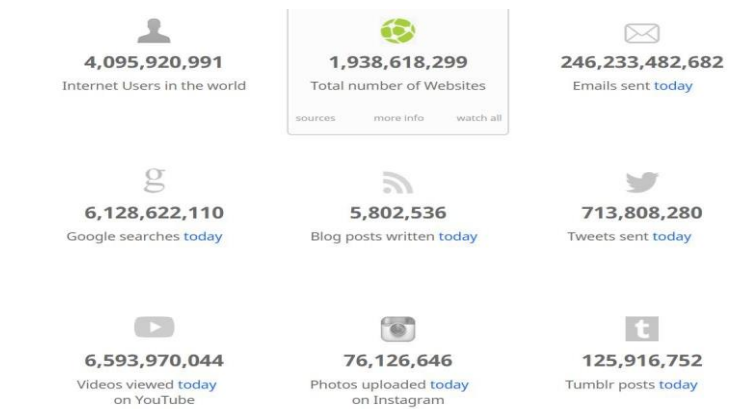 4,095,920,991
Internet Users in the world
1,938,618,299
Total number of Websites
sources more info watch all
246,233,482,682
Emails sent today
g
6,128,622,110
Google searches today
5,802,536
Blog posts written today
713,808,280
Tweets sent today
6,593,970,044
Videos viewed today
on YouTube
76,126,646
Photos uploaded today
on Instagram
t
125,916,752
Tumblr posts today